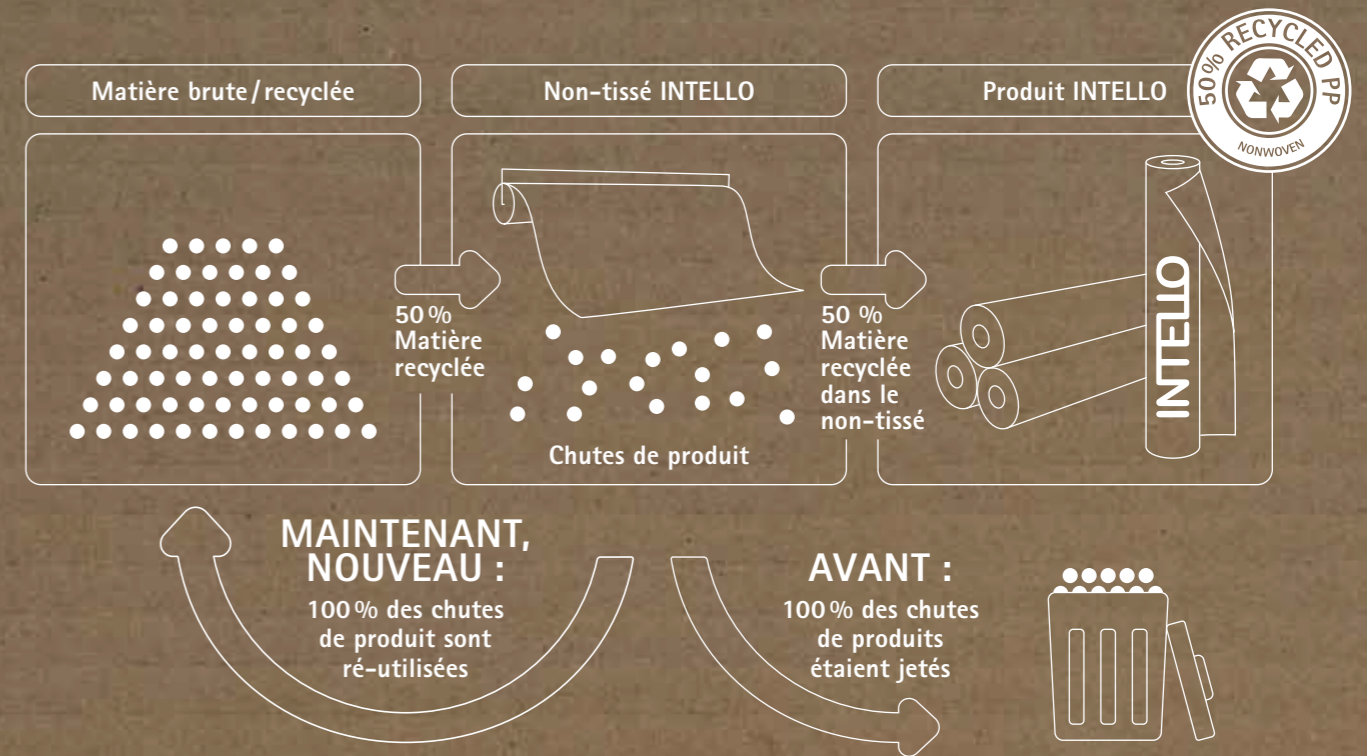 Matière brute/recyclée
Non-tissé INTELLO
Produit INTELLO
50% RECYCLED PP
NONWOVEN
50%
Matière
recyclée
Chutes de produit
50 %
Matière
recyclée
dans le
non-tissé
INTELLO
MAINTENANT,
NOUVEAU :
100% des chutes
de produit sont
ré-utilisées
AVANT :
100% des chutes
de produits
étaient jetés